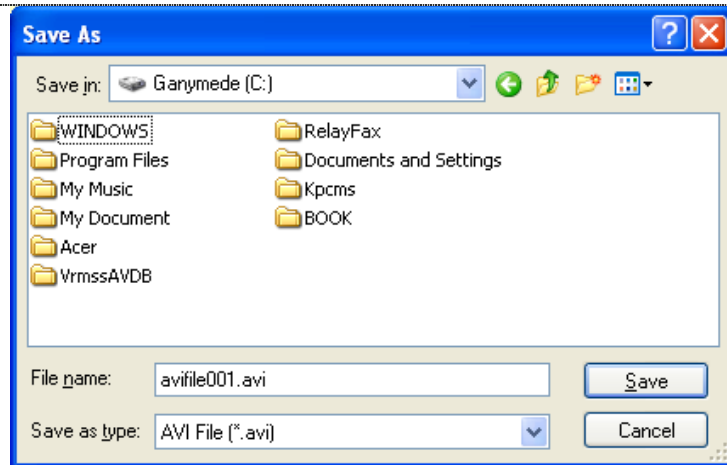 Save As
Save in: Ganymede (C:)
WINDOWS
Program Files
My Music
My Document
Acer
VrmssAVDB
RelayFax
Documents and Settings
Kpcms
BOOK
File name: avifile001.avi
Save
Save as type: AVI File (*.avi)
Cancel